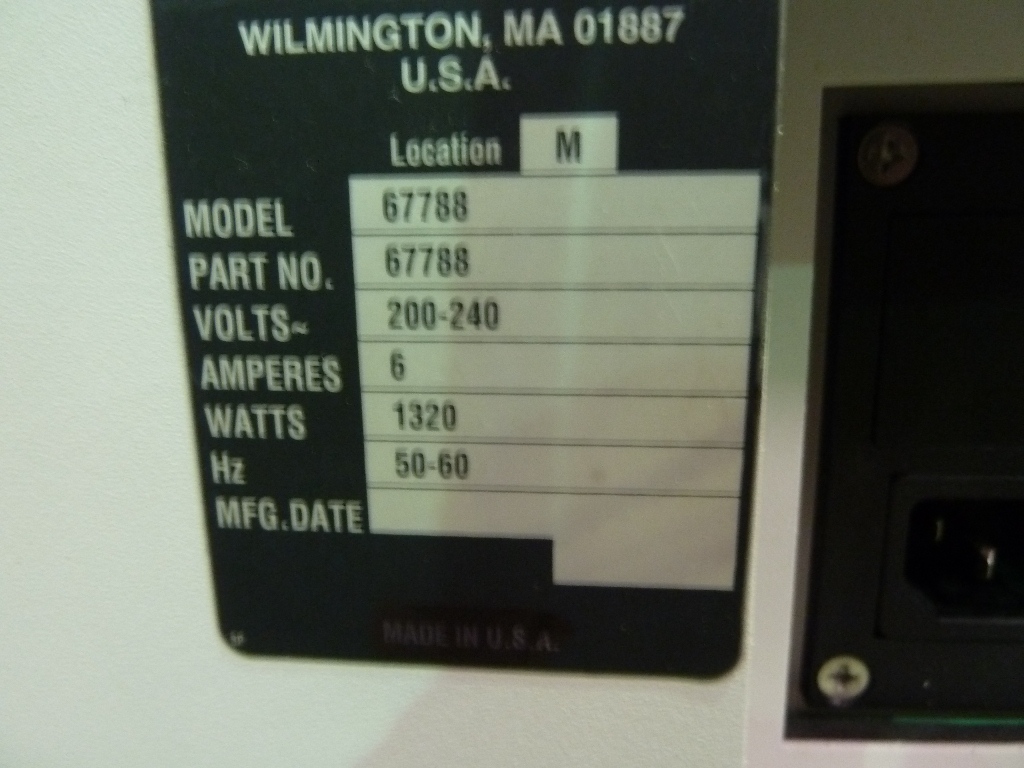 WILMINGTON, MA 01887
U.S.A.
Location M
MODEL 67788
PART NO. 67788
VOLTS~ 200-240
AMPERES 6
WATTS 1320
Hz 50-60
MFG.DATE
MADE IN U.S.A.